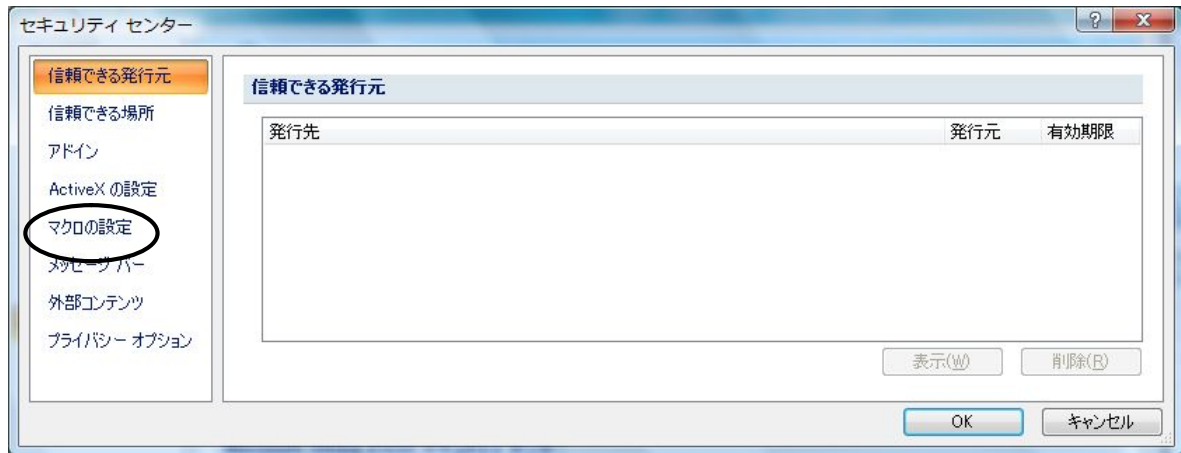 セキュリティ センター
信頼できる発行元
信頼できる場所
アドイン
ActiveX の設定
マクロの設定
メッセージ バー
外部コンテンツ
プライバシー オプション
信頼できる発行元
発行先 発行元 有効期限
表示(W) 削除(R)
OK キャンセル